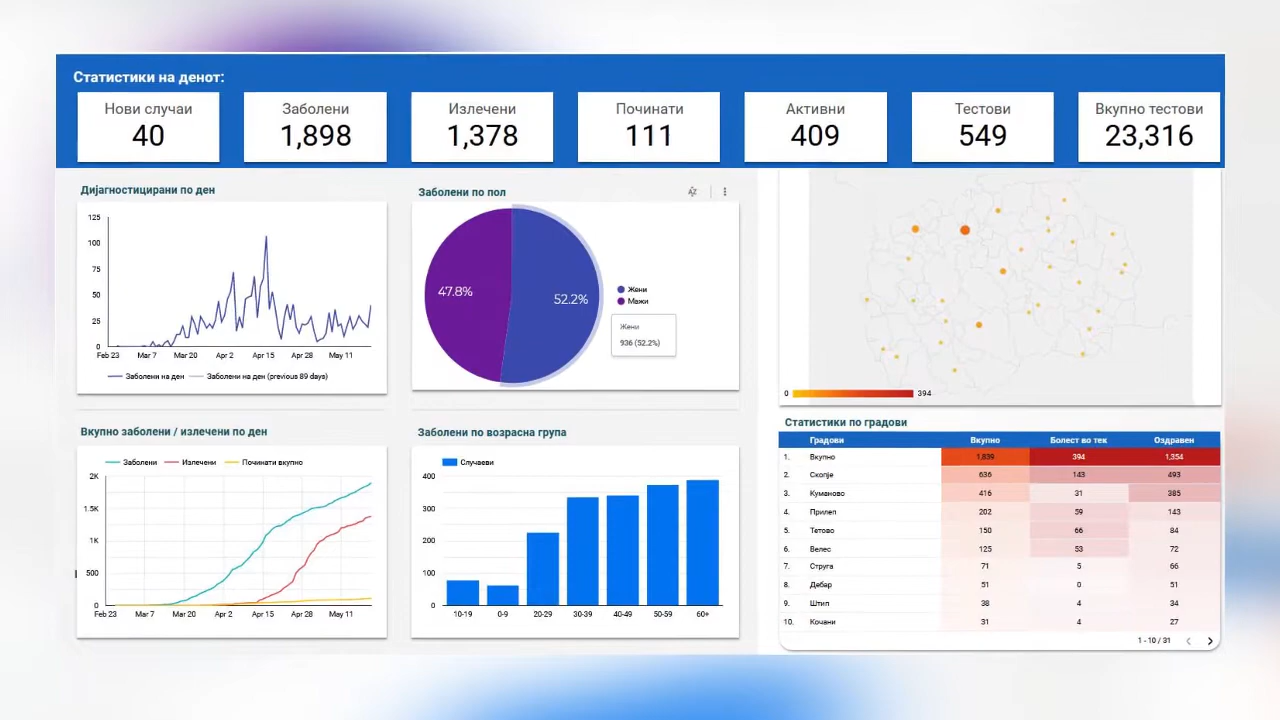 Статистики на денот:
Нови случаи
40
Заболени
1,898
Излечени
1,378
Починати
111
Активни
409
Тестови
549
Вкупно тестови
23,316
Дијагностицирани по ден
125
100
75
50
25
0
Feb 23 Mar 7 Mar 20 Apr 2 Apr 15 Apr 28 May 11
Заболени на ден Заболени на ден (previous 89 days)
Заболени по пол
47.8%
52.2%
Жени
Мажи
Жени
936 (52.2%)
0 394
Вкупно заболени / излечени по ден
Заболени Излечени Починати вкупно
2K
1.5K
1K
500
0
Feb 23 Mar 7 Mar 20 Apr 2 Apr 15 Apr 28 May 11
Заболени по возрасна група
Случаеви
400
300
200
100
0
10-19 0-9 20-29 30-39 40-49 50-59 60+
Статистики по градови
Градови Вкупно Болест во тек Оздравен
1. Вкупно 1,839 394 1,354
2. Скопје 636 143 493
3. Куманово 416 31 385
4. Прилеп 202 59 143
5. Тетово 150 66 84
6. Велес 125 53 72
7. Струга 71 5 66
8. Дебар 51 0 51
9. Штип 38 4 34
10. Кочани 31 4 27
1 - 10 / 31